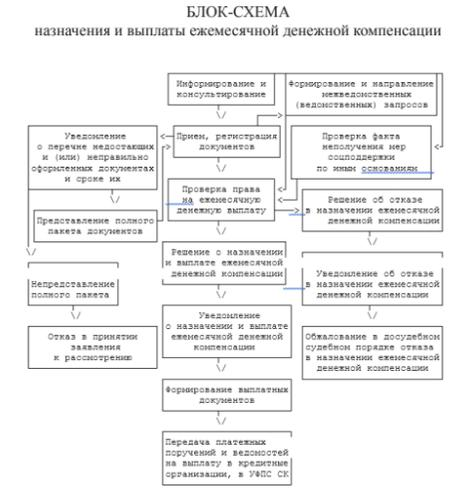 БЛОК-СХЕМА
назначения и выплаты ежемесячной денежной компенсации
Информирование и
консультирование
Формирование и направление
межведомственных
(ведомственных) запросов
Уведомление
о перечне недостающих
и (или) неправильно
оформленных документах
и сроке их
Прием, регистрация
документов
Проверка факта
неполучения мер
соцподдержки
по иным основаниям
Проверка права
на ежемесячную
денежную выплату
Решение об отказе
в назначении ежемесячной
денежной компенсации
Представление полного
пакета документов
Решение о назначении
и выплате ежемесячной
денежной компенсации
Непредставление
полного пакета
Уведомление об отказе
в назначении ежемесячной
денежной компенсации
Уведомление
о назначении и выплате
ежемесячной денежной
компенсации
Отказ в принятии
заявления
к рассмотрению
Обжалование в досудебном
судебном порядке отказа
в назначении ежемесячной
денежной компенсации
Формирование выплатных
документов
Передача платежных
поручений и ведомостей
на выплату в кредитные
организации, в УФПС СК